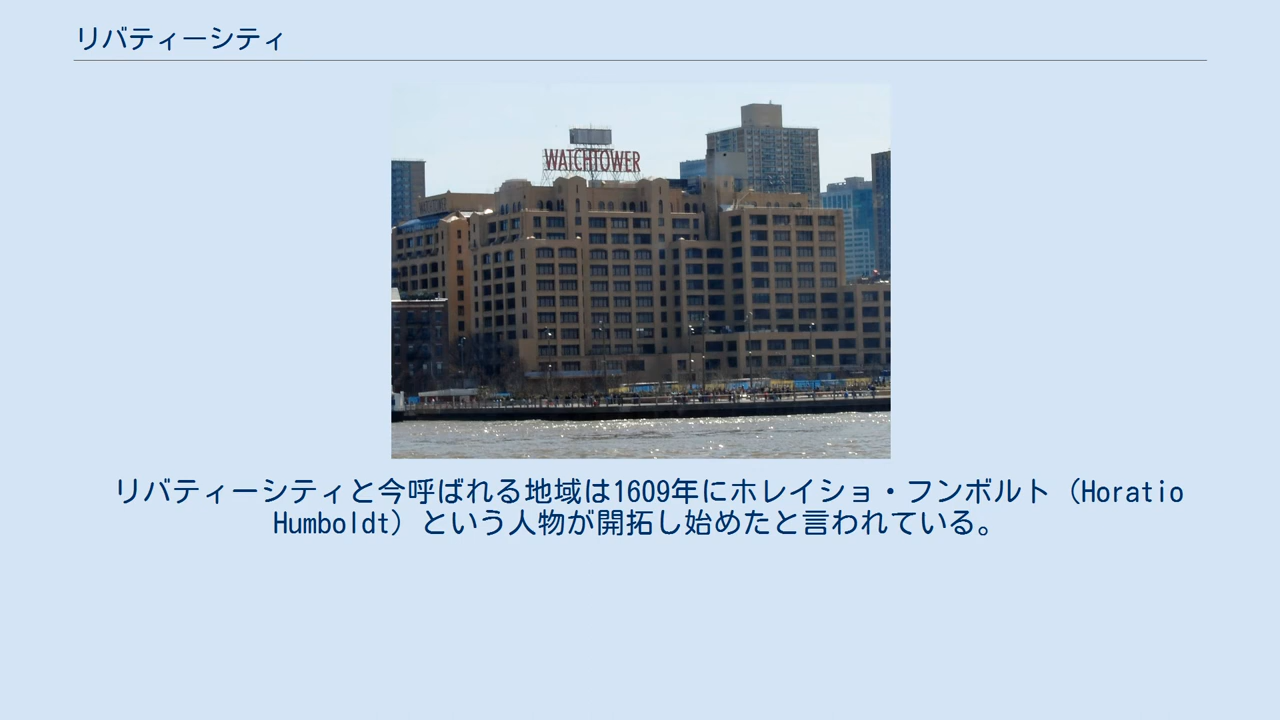 リバティーシティ
WATCHTOWER
リバティーシティと今呼ばれる地域は1609年にホレイショ・フンボルト（Horatio
Humboldt）という人物が開拓し始めたと言われている。